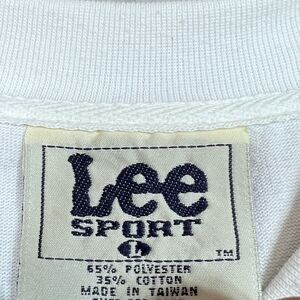 Lee
SPORT
L
TM
65% POLYESTER
35% COTTON
MADE IN TAIWAN